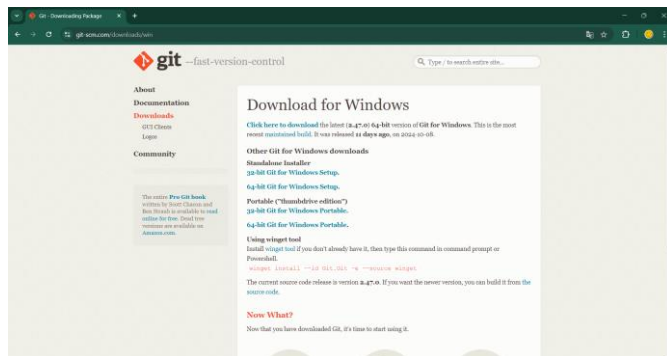 Git - Downloading Package
git-scm.com/downloads/win
git --fast-version-control
Type / to search entire site...
About
Documentation
Downloads
GUI Clients
Logos
Community
The entire Pro Git book
written by Scott Chacon and
Ben Straub is available to read
online for free. Dead tree
versions are available on
Amazon.com.
Download for Windows
Click here to download the latest (2.47.0) 64-bit version of Git for Windows. This is the most
recent maintained build. It was released 11 days ago, on 2024-10-08.
Other Git for Windows downloads
Standalone Installer
32-bit Git for Windows Setup.
64-bit Git for Windows Setup.
Portable ("thumbdrive edition")
32-bit Git for Windows Portable.
64-bit Git for Windows Portable.
Using winget tool
Install winget tool if you don't already have it, then type this command in command prompt or
Powershell.
winget install --id Git.Git -e --source winget
The current source code release is version 2.47.0. If you want the newer version, you can build it from the
source code.
Now What?
Now that you have downloaded Git, it's time to start using it.